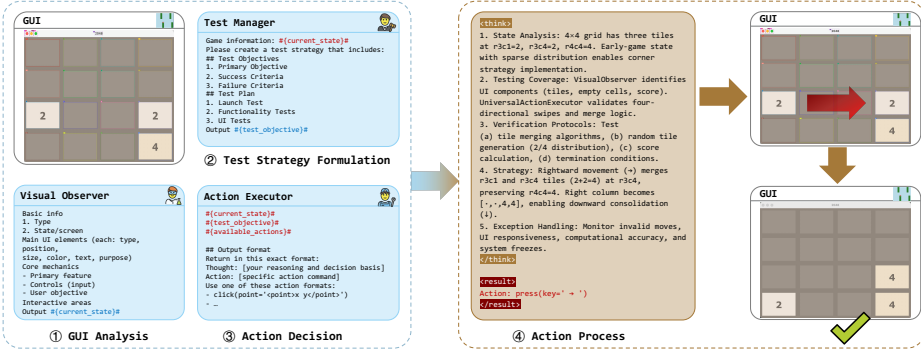 GUI
2048
2
2
4
Test Manager
Game information: #{current_state}#
Please create a test strategy that includes:
## Test Objectives
1. Primary Objective
2. Success Criteria
3. Failure Criteria
## Test Plan
1. Launch Test
2. Functionality Tests
3. UI Tests
Output #{test_objective}#
② Test Strategy Formulation
Visual Observer
Basic info
1. Type
2. State/screen
Main UI elements (each: type,
position,
size, color, text, purpose)
Core mechanics
- Primary feature
- Controls (input)
- User objective
Interactive areas
Output #{current_state}#
① GUI Analysis
Action Executor
#{current_state}#
#{test_objective}#
#{available_actions}#
## Output format
Return in this exact format:
Thought: [your reasoning and decision basis]
Action: [specific action command]
Use one of these action formats:
- click(point='<point>x y</point>')
- …
③ Action Decision
<think>
1. State Analysis: 4×4 grid has three tiles
at r3c1=2, r3c4=2, r4c4=4. Early-game state
with sparse distribution enables corner
strategy implementation.
2. Testing Coverage: VisualObserver identifies
UI components (tiles, empty cells, score).
UniversalActionExecutor validates four-
directional swipes and merge logic.
3. Verification Protocols: Test
(a) tile merging algorithms, (b) random tile
generation (2/4 distribution), (c) score
calculation, (d) termination conditions.
4. Strategy: Rightward movement (→) merges
r3c1 and r3c4 tiles (2+2=4) at r3c4,
preserving r4c4=4. Right column becomes
[-,-,4,4], enabling downward consolidation
(↓).
5. Exception Handling: Monitor invalid moves,
UI responsiveness, computational accuracy, and
system freezes.
</think>
<result>
Action: press(key=' → ')
</result>
④ Action Process
GUI
2
2
4
GUI
4
2
4